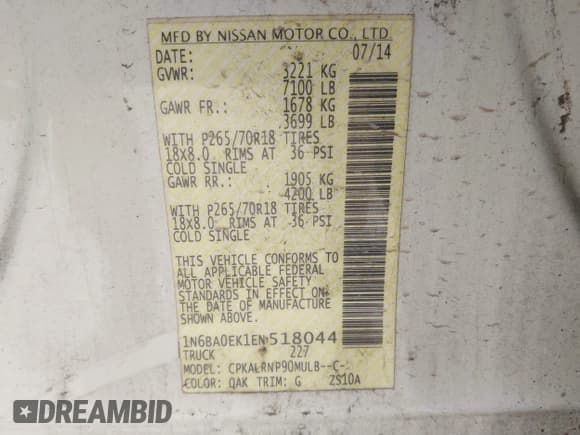 MFD BY NISSAN MOTOR CO., LTD.
DATE: 07/14
GVWR: 3221 KG
7100 LB
GAWR FR.: 1678 KG
3699 LB
WITH P265/70R18 TIRES
18x8.0 RIMS AT 36 PSI
COLD SINGLE
GAWR RR.: 1905 KG
4200 LB
WITH P265/70R18 TIRES
18x8.0 RIMS AT 36 PSI
COLD SINGLE
THIS VEHICLE CONFORMS TO
ALL APPLICABLE FEDERAL
MOTOR VEHICLE SAFETY
STANDARDS IN EFFECT ON
THE DATE OF MANUFACTURE
SHOWN ABOVE.
1N6BA0EK1EN518044
TRUCK 227
MODEL: CPKALRNP90MULB--C-
COLOR: QAK TRIM: G 2S10A
DREAMBID